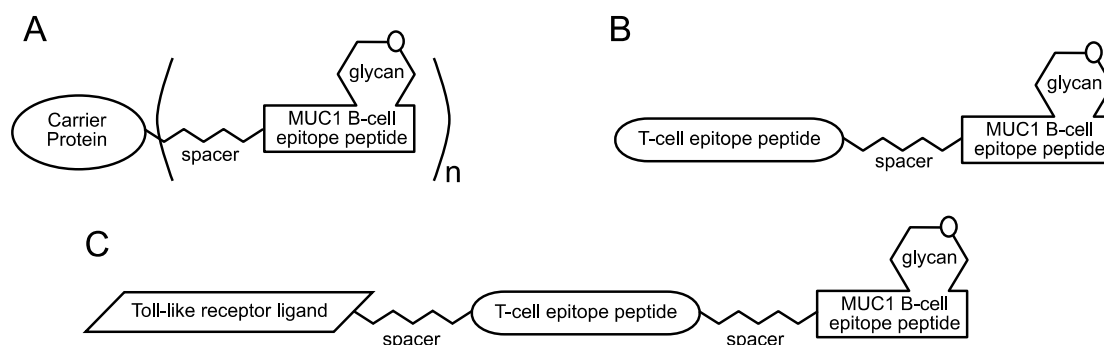 A
Carrier
Protein
spacer
glycan
MUC1 B-cell
epitope peptide
n
B
T-cell epitope peptide
spacer
glycan
MUC1 B-cell
epitope peptide
C
Toll-like receptor ligand
spacer
T-cell epitope peptide
spacer
glycan
MUC1 B-cell
epitope peptide